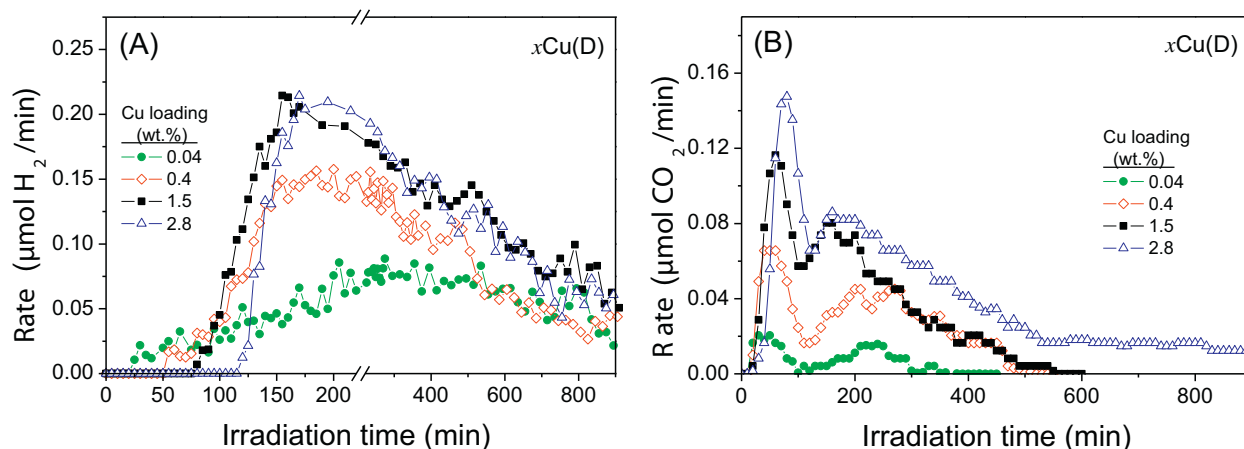 (A)
xCu(D)
Rate (μmol H2/min)
0.25
0.20
0.15
0.10
0.05
0.00
Cu loading
(wt.%)
0.04
0.4
1.5
2.8
0 50 100 150 200 400 600 800
Irradiation time (min)
(B)
xCu(D)
Rate (μmol CO2/min)
0.16
0.12
0.08
0.04
0.00
Cu loading
(wt.%)
0.04
0.4
1.5
2.8
0 200 400 600 800
Irradiation time (min)